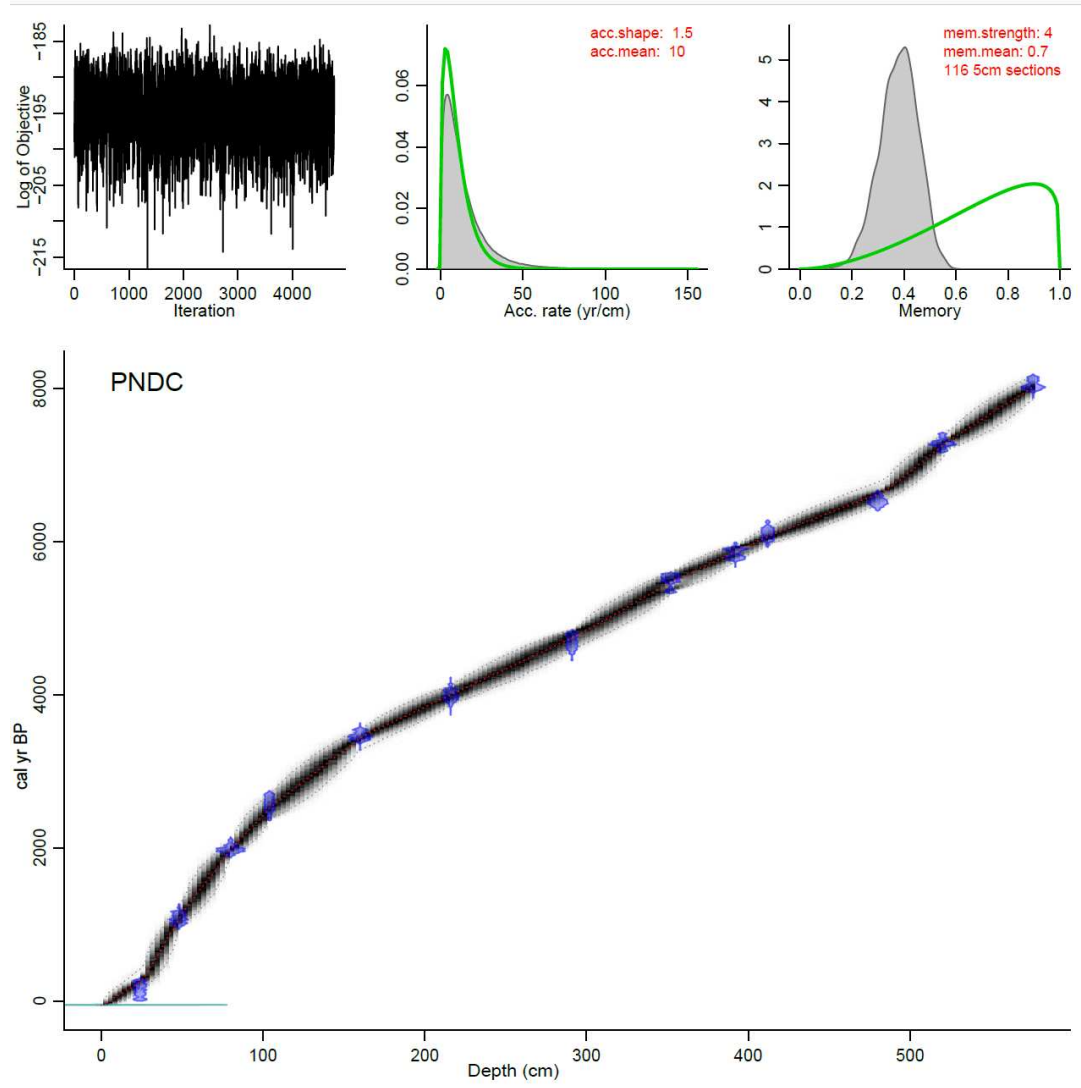 -185
-195
-205
-215
Log of Objective
0 1000 2000 3000 4000
Iteration
acc.shape: 1.5
acc.mean: 10
0.06
0.04
0.02
0.00
0 50 100 150
Acc. rate (yr/cm)
mem.strength: 4
mem.mean: 0.7
116 5cm sections
5
4
3
2
1
0
0.0 0.2 0.4 0.6 0.8 1.0
Memory
PNDC
8000
6000
4000
2000
0
cal yr BP
0 100 200 300 400 500
Depth (cm)